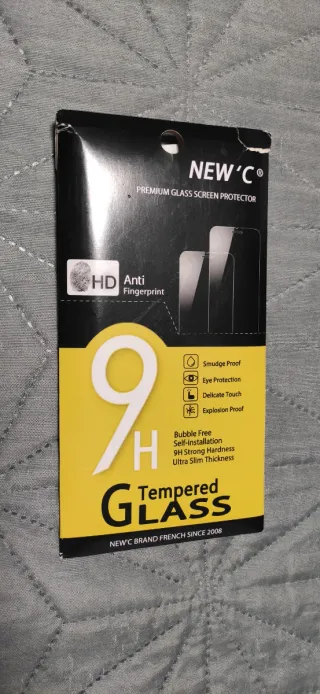 NEW'C®
PREMIUM GLASS SCREEN PROTECTOR
HD Anti
Fingerprint
9H
Smudge Proof
Eye Protection
Delicate Touch
Explosion Proof
Bubble Free
Self-installation
9H Strong Hardness
Ultra Slim Thickness
Tempered
GLASS
NEW'C BRAND FRENCH SINCE 2008